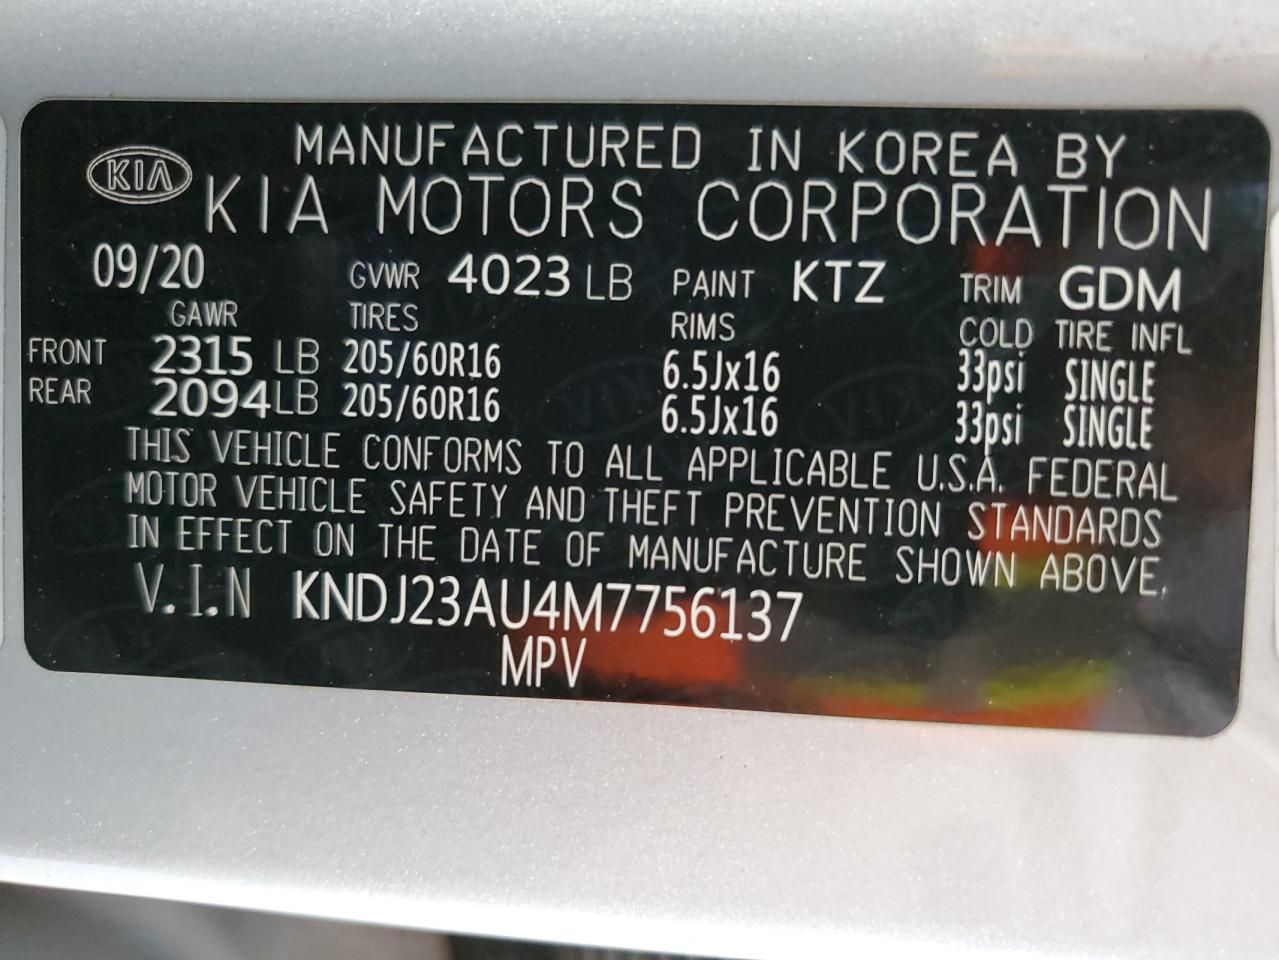 MANUFACTURED IN KOREA BY
KIA KIA MOTORS CORPORATION
09/20 GVWR 4023 LB PAINT KTZ TRIM GDM
GAWR TIRES RIMS COLD TIRE INFL
FRONT 2315 LB 205/60R16 6.5Jx16 33psi SINGLE
REAR 2094 LB 205/60R16 6.5Jx16 33psi SINGLE
THIS VEHICLE CONFORMS TO ALL APPLICABLE U.S.A. FEDERAL
MOTOR VEHICLE SAFETY AND THEFT PREVENTION STANDARDS
IN EFFECT ON THE DATE OF MANUFACTURE SHOWN ABOVE.
V.I.N KNDJ23AU4M7756137
MPV